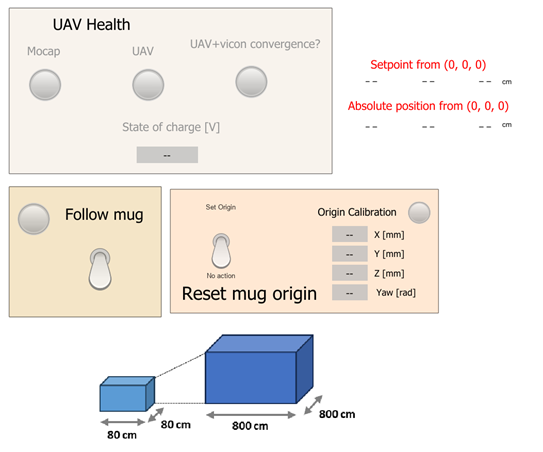 UAV Health
Mocap
UAV
UAV+vicon convergence?
State of charge [V]
--
Setpoint from (0, 0, 0)
-- -- -- cm
Absolute position from (0, 0, 0)
-- -- -- cm
Follow mug
Set Origin
No action
Reset mug origin
Origin Calibration
-- X [mm]
-- Y [mm]
-- Z [mm]
-- Yaw [rad]
80 cm
80 cm
800 cm
800 cm